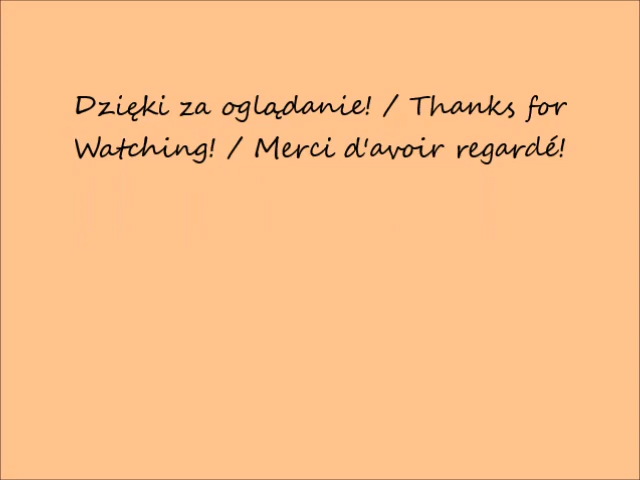 Dzięki za oglądanie! / Thanks for
Watching! / Merci d'avoir regardé!